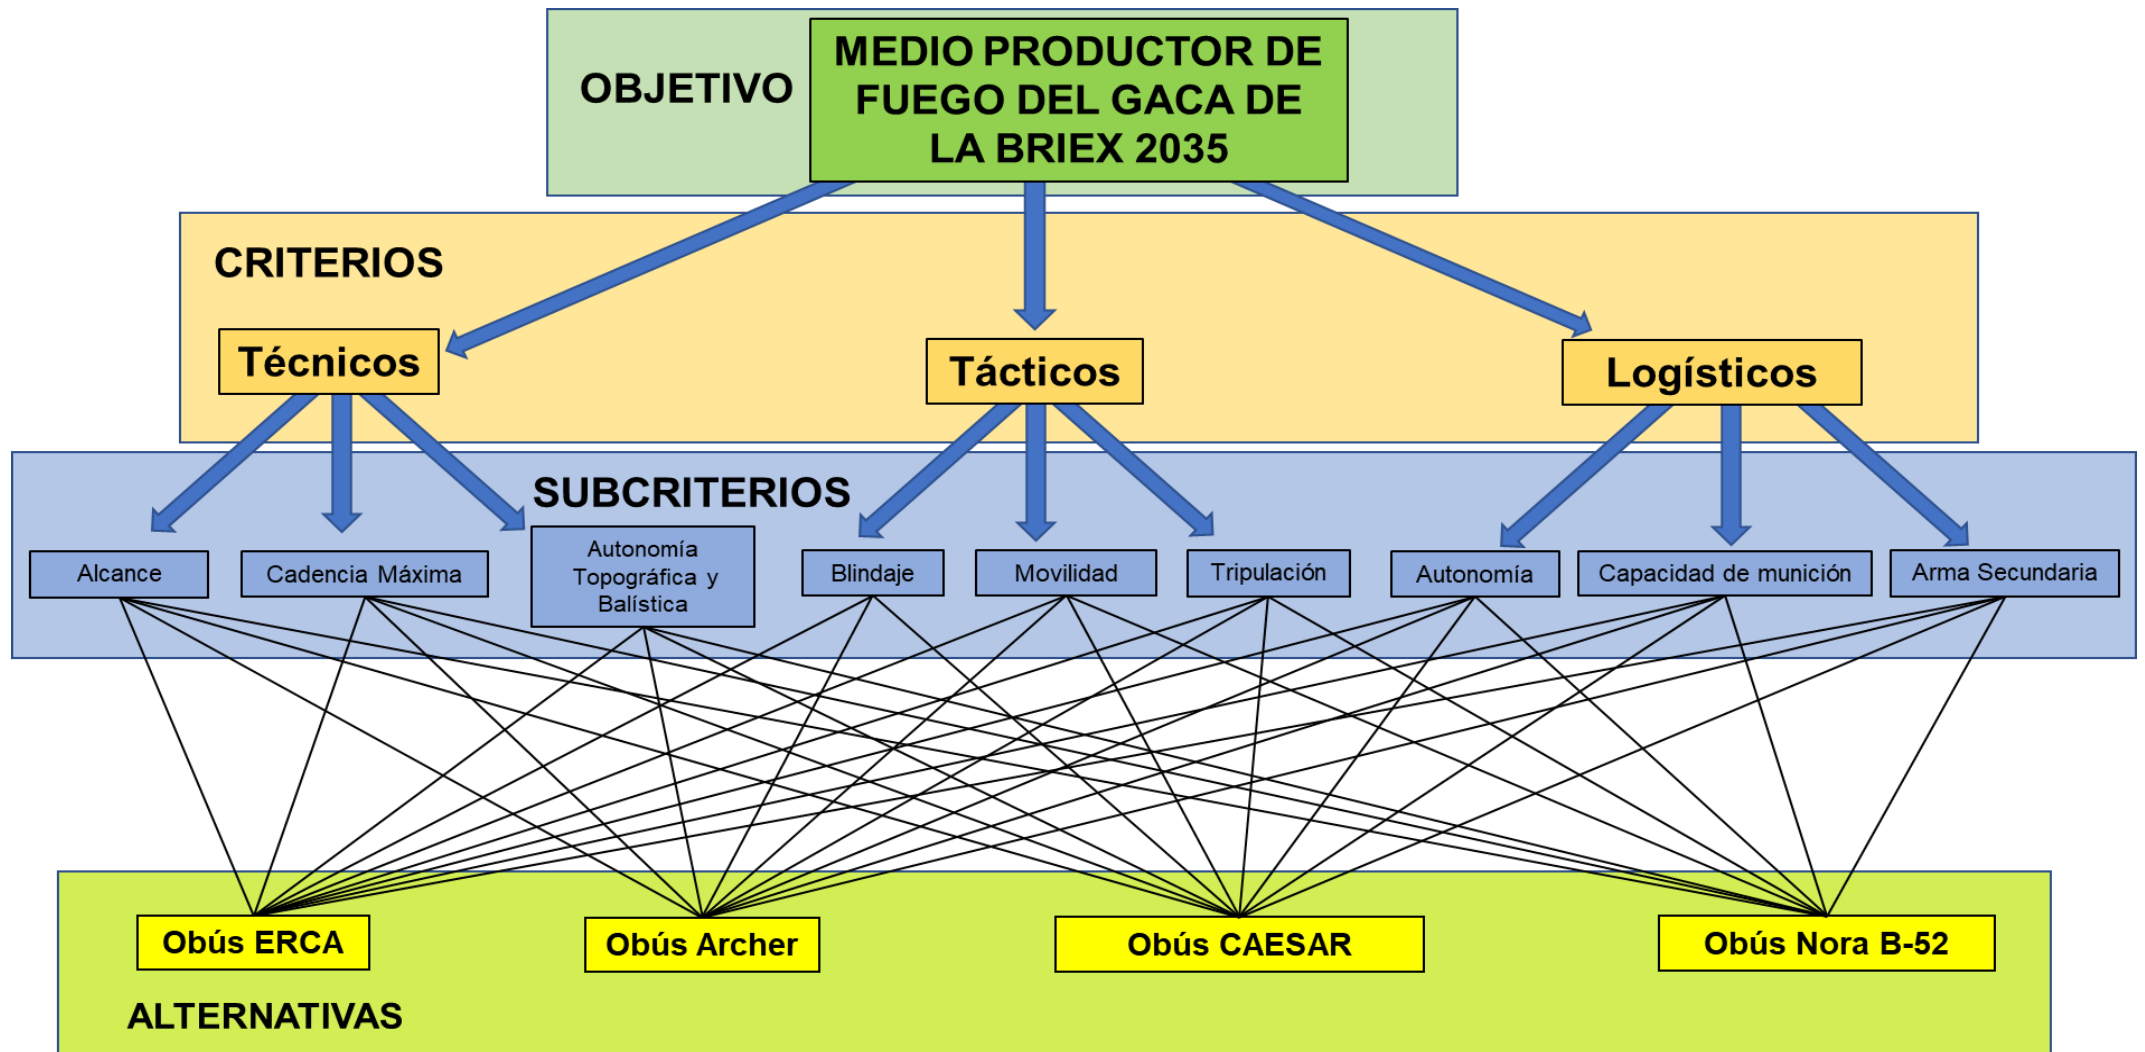 OBJETIVO
MEDIO PRODUCTOR DE
FUEGO DEL GACA DE
LA BRIEX 2035
CRITERIOS
Técnicos
Tácticos
Logísticos
SUBCRITERIOS
Alcance
Cadencia Máxima
Autonomía
Topográfica y
Balística
Blindaje
Movilidad
Tripulación
Autonomía
Capacidad de munición
Arma Secundaria
Obús ERCA
Obús Archer
Obús CAESAR
Obús Nora B-52
ALTERNATIVAS